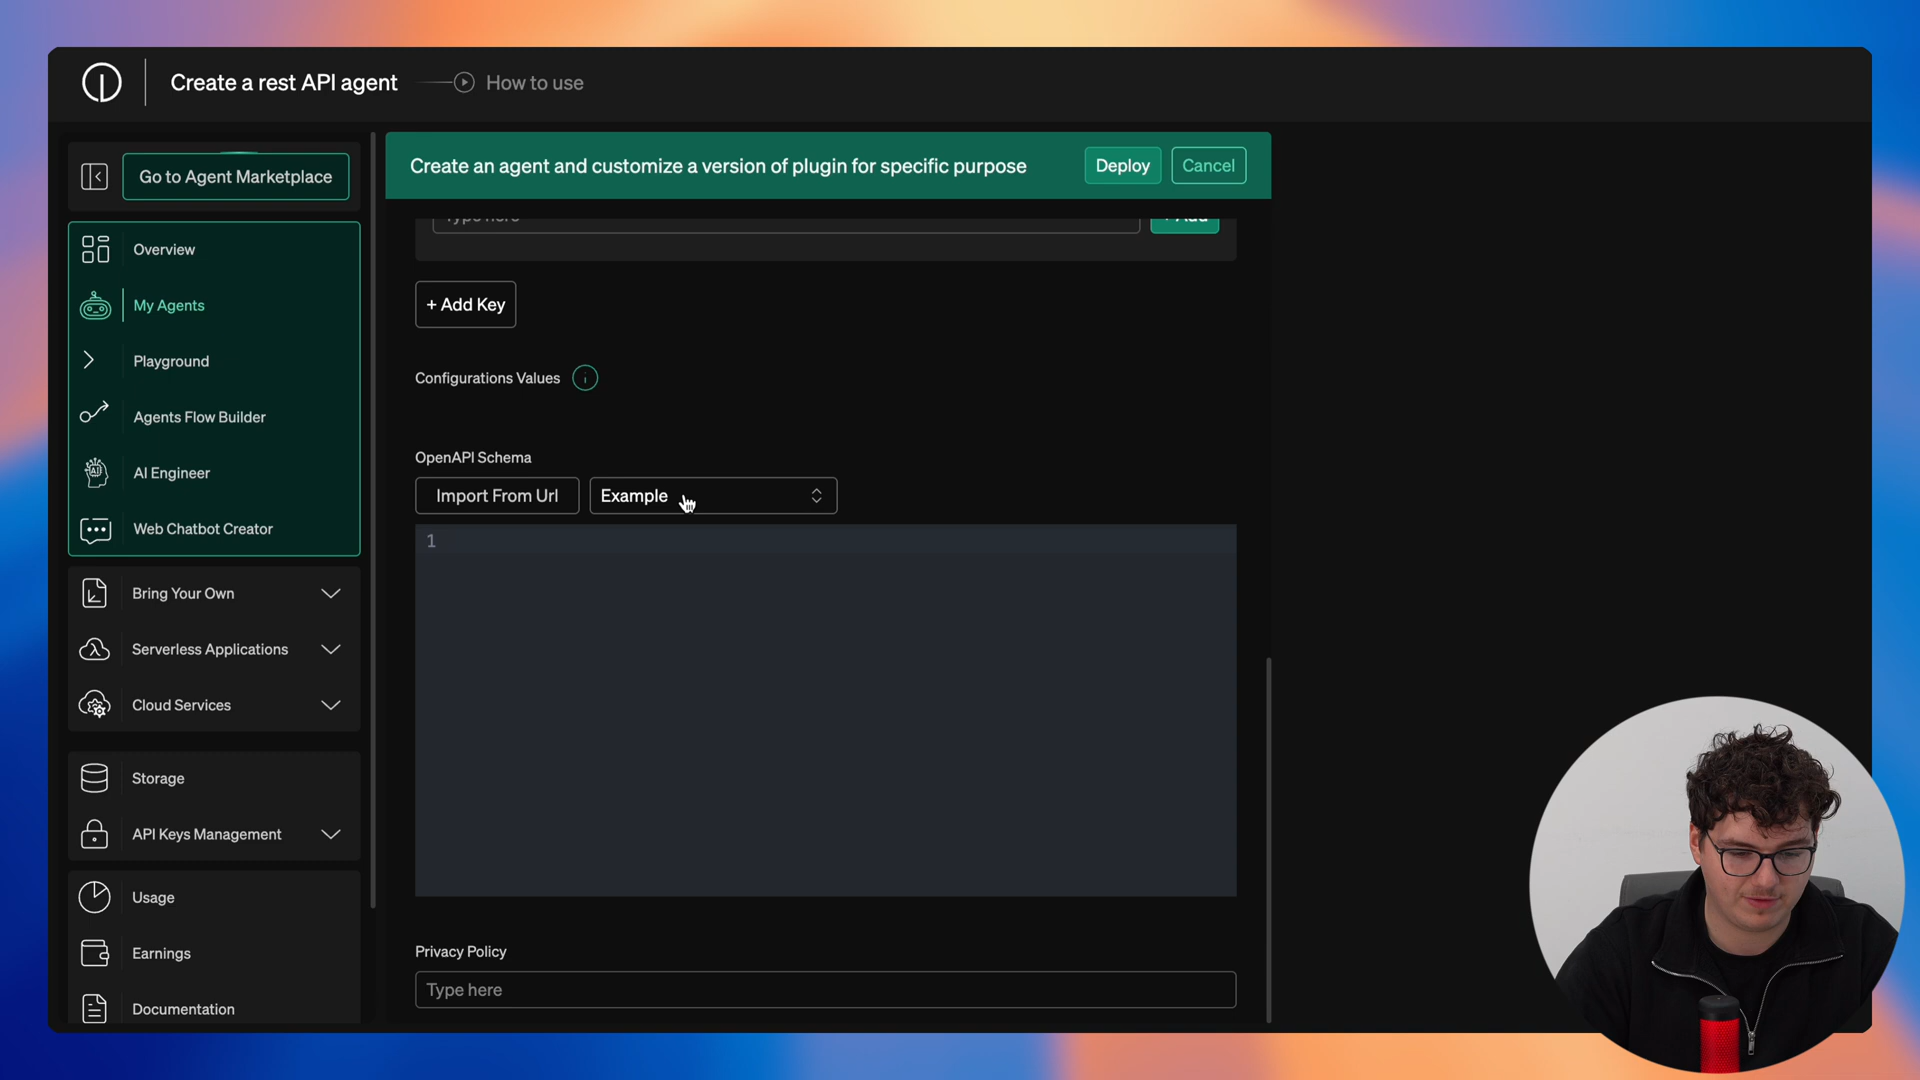 Create a rest API agent
How to use
Go to Agent Marketplace
Overview
My Agents
Playground
Agents Flow Builder
AI Engineer
Web Chatbot Creator
Bring Your Own
Serverless Applications
Cloud Services
Storage
API Keys Management
Usage
Earnings
Documentation
Create an agent and customize a version of plugin for specific purpose
Deploy
Cancel
Type here
+ Add
+ Add Key
Configurations Values
OpenAPI Schema
Import From Url
Example
1
Privacy Policy
Type here